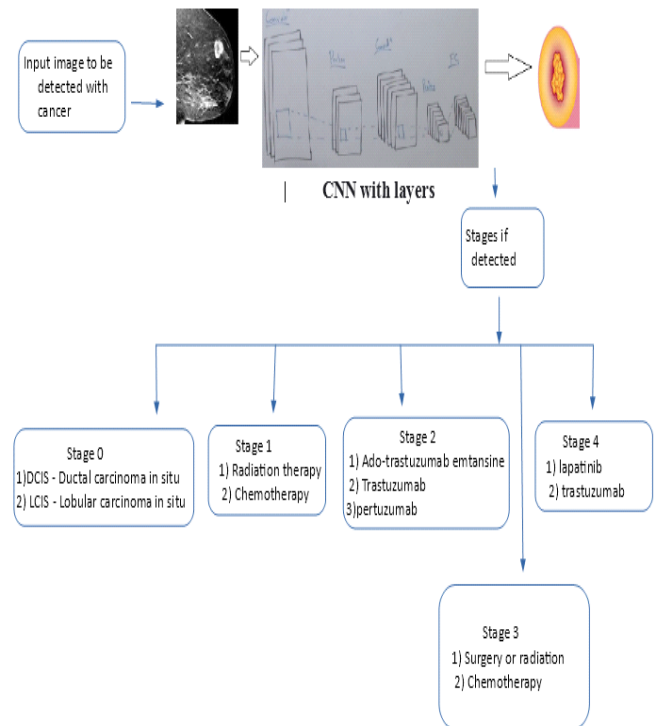 Input image to be
detected with
cancer
CNN with layers
Stages if
detected
Stage 0
1)DCIS - Ductal carcinoma in situ
2) LCIS - Lobular carcinoma in situ
Stage 1
1) Radiation therapy
2) Chemotherapy
Stage 2
1) Ado-trastuzumab emtansine
2) Trastuzumab
3)pertuzumab
Stage 4
1) lapatinib
2) trastuzumab
Stage 3
1) Surgery or radiation
2) Chemotherapy